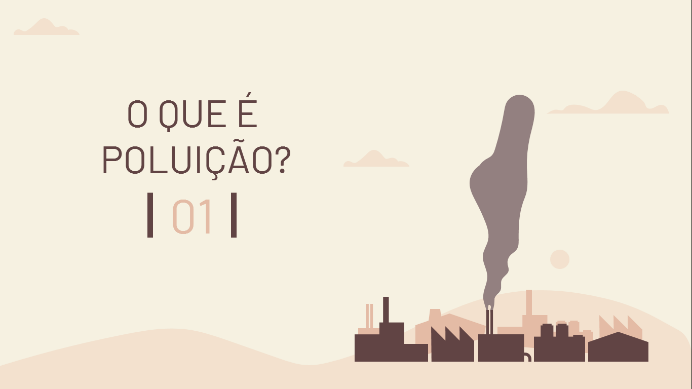 O QUE É
POLUIÇÃO?
01